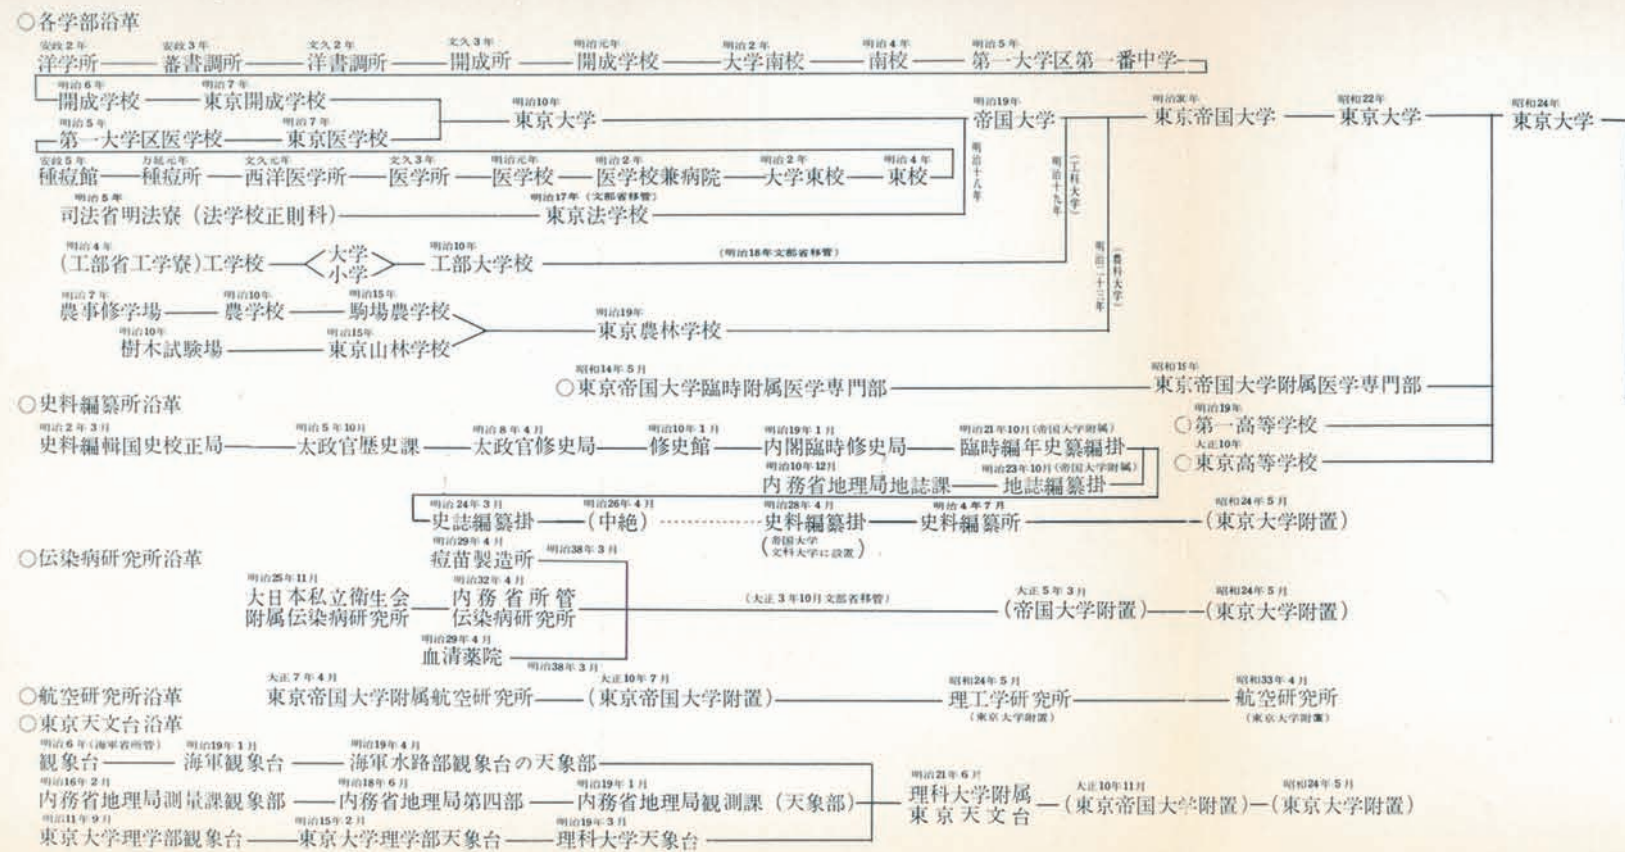 ○各学部沿革
安政2年 安政3年 文久2年 文久3年 明治元年 明治2年 明治4年 明治5年
洋学所 蕃書調所 洋書調所 開成所 開成学校 大学南校 南校 第一大学区第一番中学
明治6年 明治7年
開成学校 東京開成学校
明治10年 明治19年 明治30年 昭和22年 昭和24年
東京大学 帝国大学 東京帝国大学 東京大学 東京大学
明治5年 明治7年
第一大学区医学校 東京医学校
安政5年 万延元年 文久元年 文久3年 明治元年 明治2年 明治2年 明治4年
種痘館 種痘所 西洋医学所 医学所 医学校 医学校兼病院 大学東校 東校
明治十八年
明治十九年
(工科大学)
明治5年 明治17年(文部省移管)
司法省明法寮(法学校正則科) 東京法学校
明治4年 明治10年
(工部省工学寮)工学校 大学 小学 工部大学校 (明治18年文部省移管)
明治二十三年
(農科大学)
明治7年 明治10年 明治15年
農事修学場 農学校 駒場農学校
明治19年
東京農林学校
明治10年 明治15年
樹木試験場 東京山林学校
昭和14年5月 昭和19年
○東京帝国大学臨時附属医学専門部 東京帝国大学附属医学専門部
明治19年
○第一高等学校
大正10年
○東京高等学校
○史料編纂所沿革
明治2年3月 明治5年10月 明治8年4月 明治10年1月 明治19年1月 明治21年10月(帝国大学附属)
史料編輯国史校正局 太政官歴史課 太政官修史局 修史館 内閣臨時修史局 臨時編年史纂編掛
明治10年12月 明治23年10月(帝国大学附属)
内務省地理局地誌課 地誌編纂掛
明治24年3月 明治26年4月 明治28年4月 明治4年7月 昭和24年5月
史誌編纂掛 (中絶) 史料編纂掛 史料編纂所 (東京大学附置)
(帝国大学
文科大学に設置)
○伝染病研究所沿革
明治29年4月
痘苗製造所 明治38年3月
明治25年11月 明治32年4月
大日本私立衛生会 内務省所管
附属伝染病研究所 伝染病研究所
(大正3年10月文部省移管)
大正5年3月 昭和24年5月
(帝国大学附置) (東京大学附置)
明治29年4月
血清薬院 明治38年3月
○航空研究所沿革
大正7年4月 大正10年7月 昭和24年5月 昭和33年4月
東京帝国大学附属航空研究所 (東京帝国大学附置) 理工学研究所 航空研究所
(東京大学附置) (東京大学附置)
○東京天文台沿革
明治6年(海軍省所管) 明治19年1月 明治19年4月
観象台 海軍観象台 海軍水路部観象台の天象部
明治16年2月 明治18年6月 明治19年1月
内務省地理局測量課観象部 内務省地理局第四部 内務省地理局観測課(天象部)
明治11年9月 明治15年2月 明治19年3月
東京大学理学部観象台 東京大学理学部天象台 理科大学天象台
明治21年6月 大正10年11月 昭和24年5月
理科大学附属
東京天文台 (東京帝国大学附置) (東京大学附置)